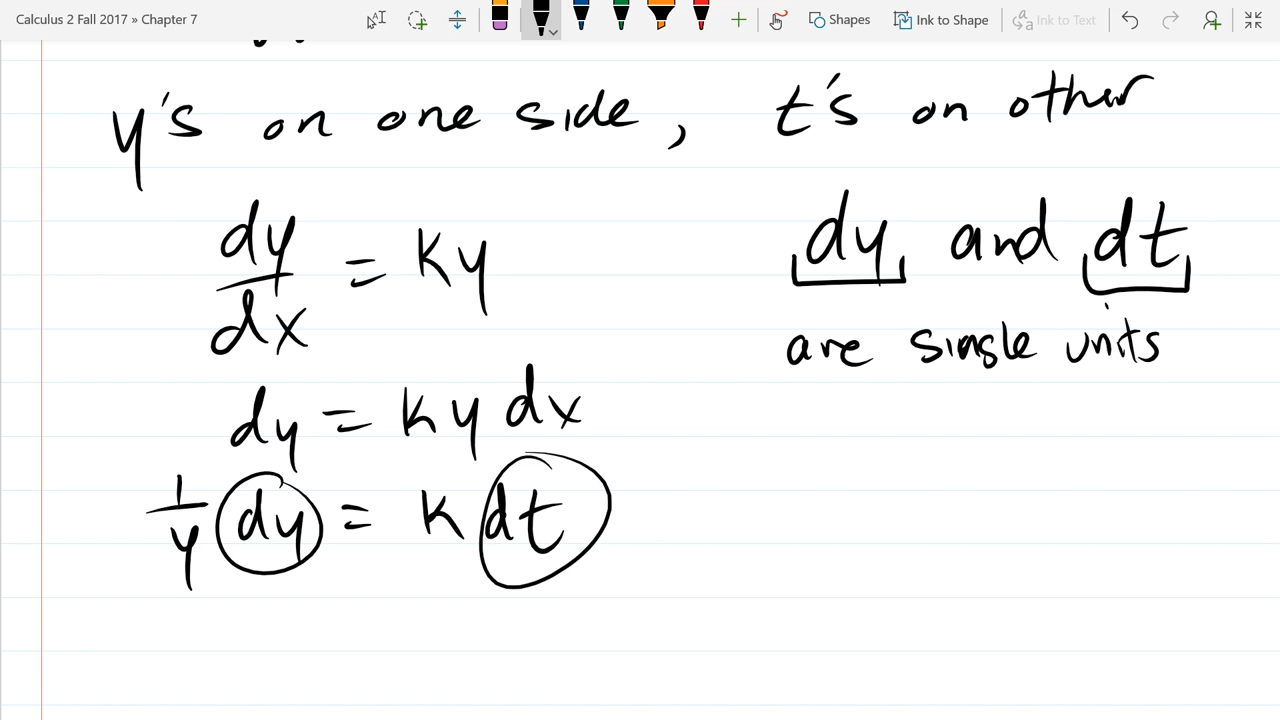 Calculus 2 Fall 2017 » Chapter 7
Shapes
Ink to Shape
Ink to Text
y's on one side, t's on other
dy/dx = ky
dy and dt
are single units
dy = ky dx
1/y dy = k dt